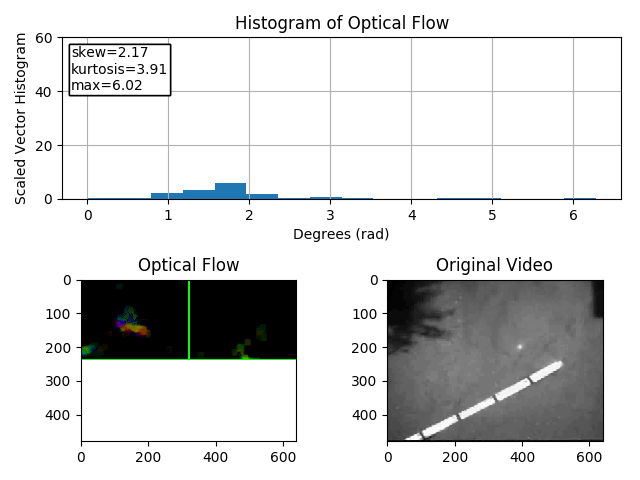 Histogram of Optical Flow
Scaled Vector Histogram
60
40
20
0
skew=2.17
kurtosis=3.91
max=6.02
0 1 2 3 4 5 6
Degrees (rad)
Optical Flow
0
100
200
300
400
0 200 400 600
Original Video
0
100
200
300
400
0 200 400 600